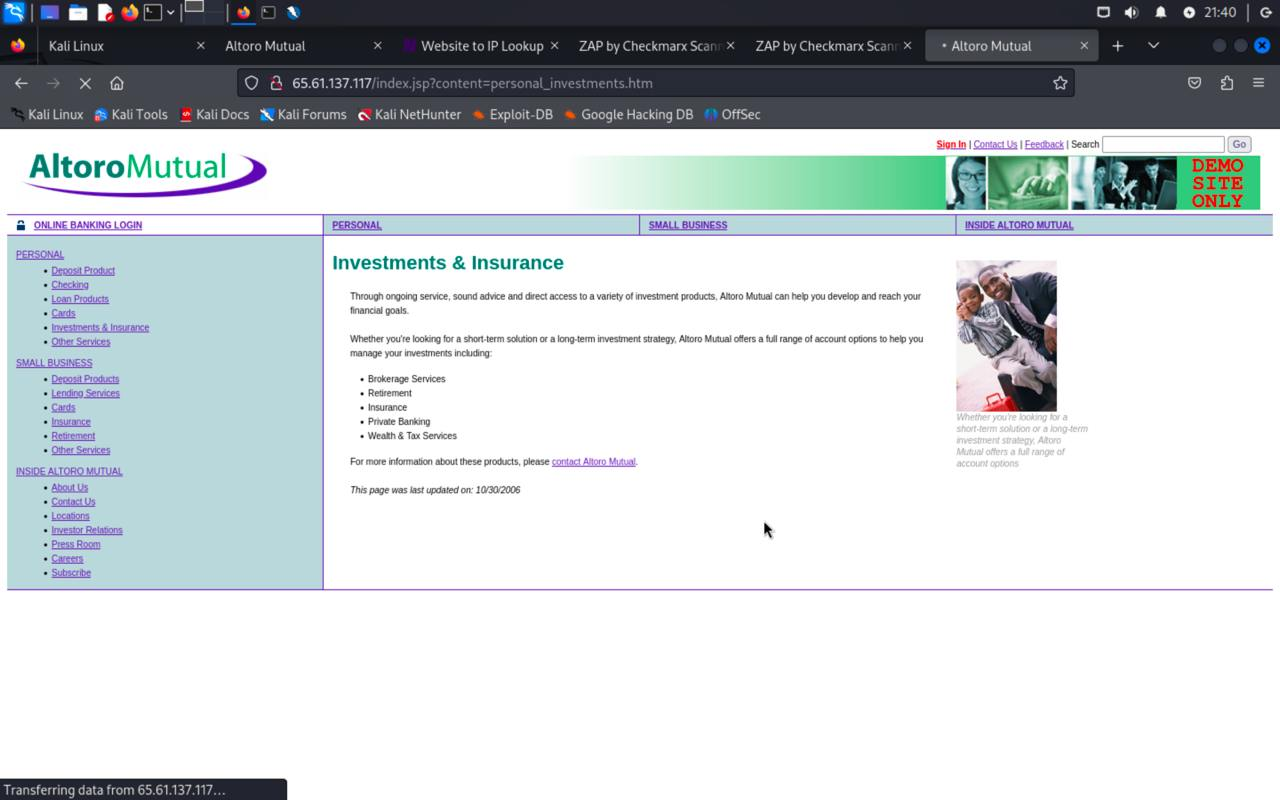 21:40
Kali Linux
Altoro Mutual
Website to IP Lookup
ZAP by Checkmarx Scann
ZAP by Checkmarx Scann
Altoro Mutual
65.61.137.117/index.jsp?content=personal_investments.htm
Kali Linux
Kali Tools
Kali Docs
Kali Forums
Kali NetHunter
Exploit-DB
Google Hacking DB
OffSec
AltoroMutual
Sign In | Contact Us | Feedback | Search
Go
DEMO
SITE
ONLY
ONLINE BANKING LOGIN
PERSONAL
SMALL BUSINESS
INSIDE ALTORO MUTUAL
PERSONAL
Deposit Product
Checking
Loan Products
Cards
Investments & Insurance
Other Services
SMALL BUSINESS
Deposit Products
Lending Services
Cards
Insurance
Retirement
Other Services
INSIDE ALTORO MUTUAL
About Us
Contact Us
Locations
Investor Relations
Press Room
Careers
Subscribe
Investments & Insurance
Through ongoing service, sound advice and direct access to a variety of investment products, Altoro Mutual can help you develop and reach your
financial goals.
Whether you're looking for a short-term solution or a long-term investment strategy, Altoro Mutual offers a full range of account options to help you
manage your investments including:
Brokerage Services
Retirement
Insurance
Private Banking
Wealth & Tax Services
For more information about these products, please contact Altoro Mutual.
This page was last updated on: 10/30/2006
Whether you're looking for a
short-term solution or a long-term
investment strategy, Altoro
Mutual offers a full range of
account options
Transferring data from 65.61.137.117...